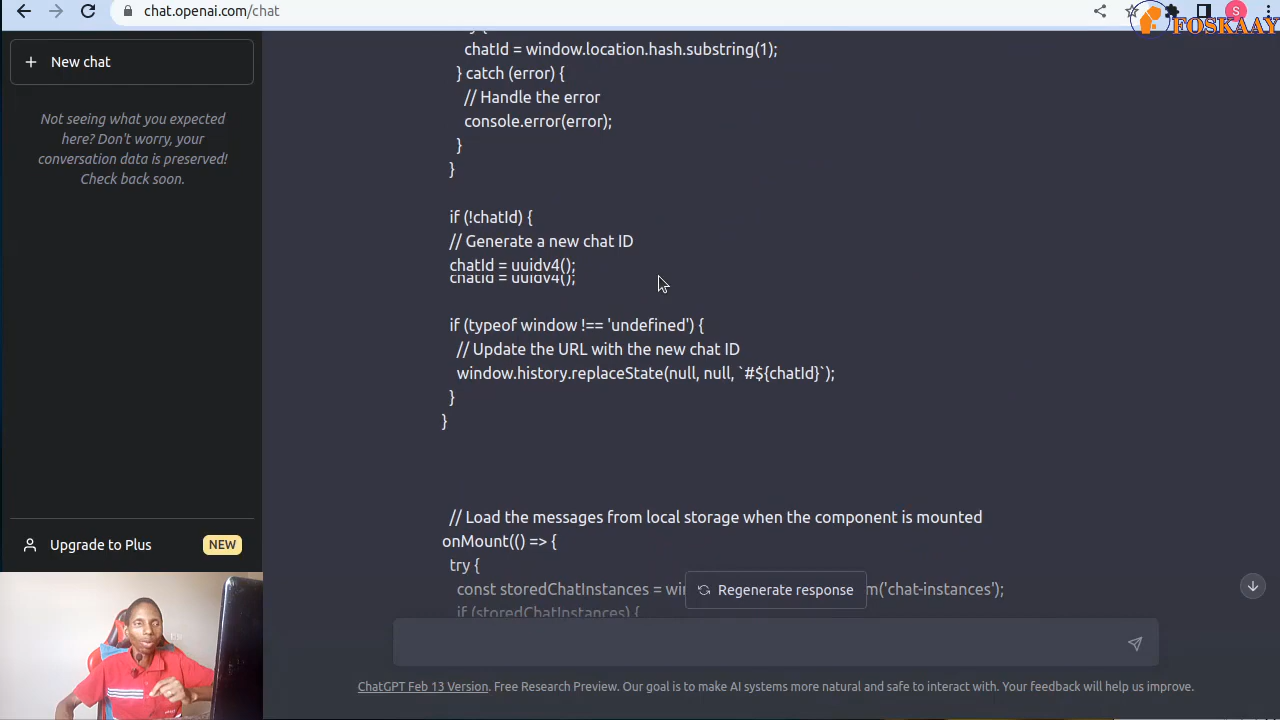 chat.openai.com/chat
FOSKAAY
S
New chat
Not seeing what you expected
here? Don't worry, your
conversation data is preserved!
Check back soon.
chatId = window.location.hash.substring(1);
} catch (error) {
// Handle the error
console.error(error);
}
}
if (!chatId) {
// Generate a new chat ID
chatId = uuidv4();
chatId = uuidv4();
if (typeof window !== 'undefined') {
// Update the URL with the new chat ID
window.history.replaceState(null, null, `#${chatId}`);
}
}
// Load the messages from local storage when the component is mounted
onMount(() => {
try {
const storedChatInstances = wi m('chat-instances');
if (storedChatInstances) {
Regenerate response
Upgrade to Plus
NEW
ChatGPT Feb 13 Version. Free Research Preview. Our goal is to make AI systems more natural and safe to interact with. Your feedback will help us improve.